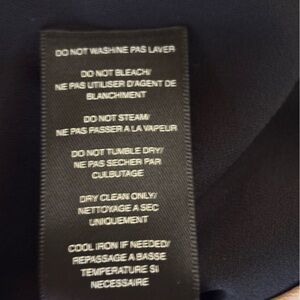 DO NOT WASH/NE PAS LAVER
DO NOT BLEACH/
NE PAS UTILISER D'AGENT DE
BLANCHIMENT
DO NOT STEAM/
NE PASSER A LA VAPEUR
DO NOT TUMBLE DRY/
NE PAS SECHER PAR
CULBUTAGE
DRY CLEAN ONLY/
NETTOYAGE A SEC
UNIQUEMENT
COOL IRON IF NEEDED/
REPASSAGE A BASSE
TEMPERATURE SI
NECESSAIRE